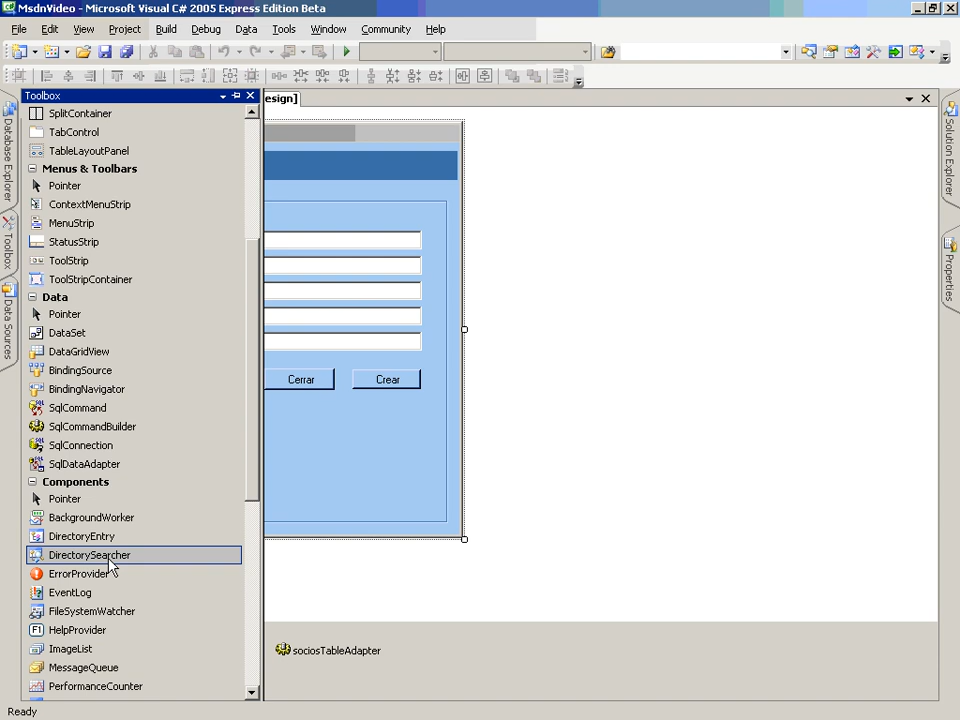 MsdnVideo - Microsoft Visual C# 2005 Express Edition Beta
File Edit View Project Build Debug Data Tools Window Community Help
Toolbox
esign]
SplitContainer
TabControl
TableLayoutPanel
Menus & Toolbars
Pointer
ContextMenuStrip
MenuStrip
StatusStrip
ToolStrip
ToolStripContainer
Data
Pointer
DataSet
DataGridView
BindingSource
BindingNavigator
SqlCommand
SqlCommandBuilder
SqlConnection
SqlDataAdapter
Components
Pointer
BackgroundWorker
DirectoryEntry
DirectorySearcher
ErrorProvider
EventLog
FileSystemWatcher
HelpProvider
ImageList
MessageQueue
PerformanceCounter
Database Explorer
Toolbox
Data Sources
Cerrar
Crear
sociosTableAdapter
Solution Explorer
Properties
Ready